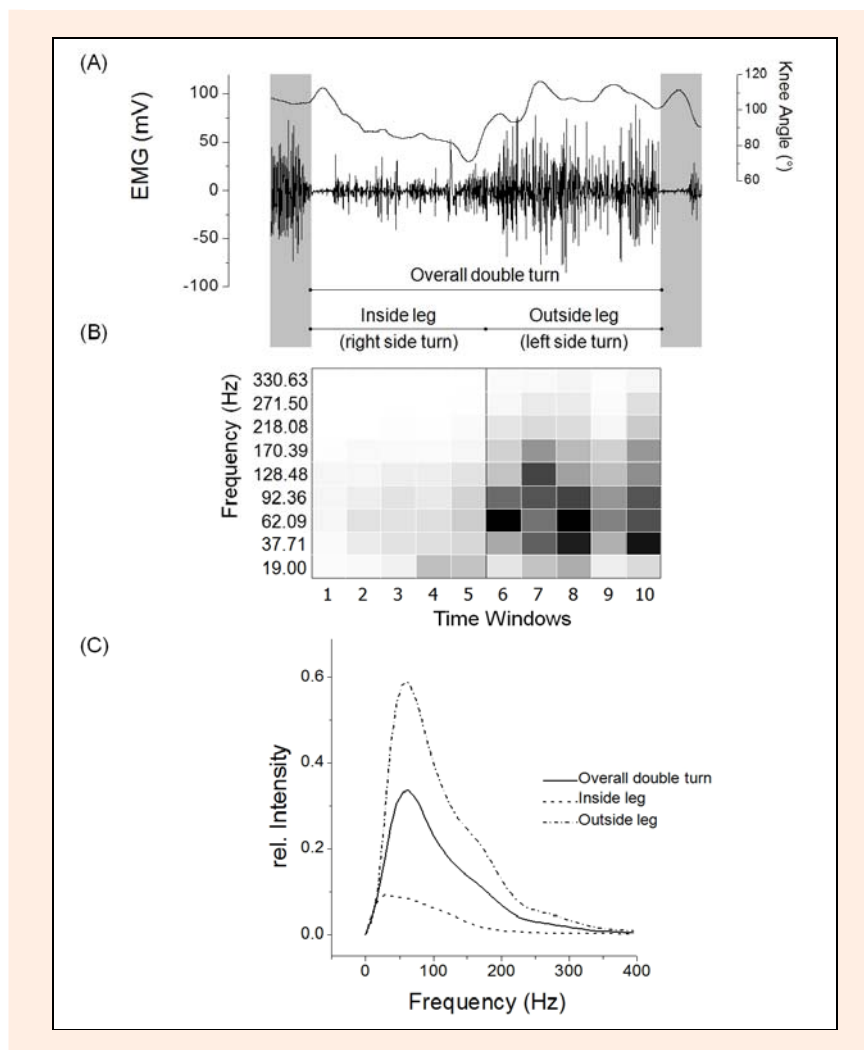 (A)
EMG (mV)
100
50
0
-50
-100
120
100
80
60
Knee Angle (°)
Overall double turn
Inside leg
(right side turn)
Outside leg
(left side turn)
(B)
Frequency (Hz)
330.63
271.50
218.08
170.39
128.48
92.36
62.09
37.71
19.00
1 2 3 4 5 6 7 8 9 10
Time Windows
(C)
rel. Intensity
0.6
0.4
0.2
0.0
Overall double turn
Inside leg
Outside leg
0 100 200 300 400
Frequency (Hz)